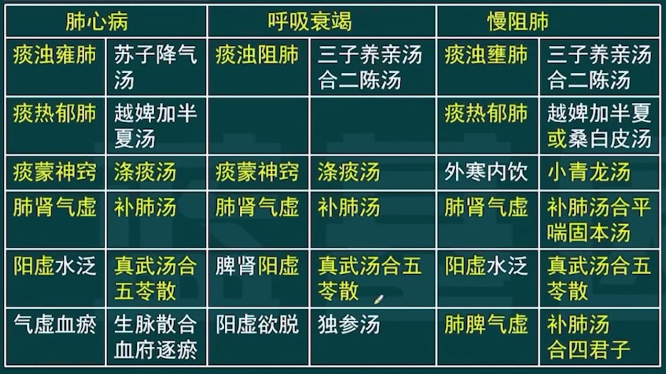 肺心病 呼吸衰竭 慢阻肺
痰浊雍肺 苏子降气汤 痰浊阻肺 三子养亲汤合二陈汤 痰浊壅肺 三子养亲汤合二陈汤
痰热郁肺 越婢加半夏汤 痰热郁肺 越婢加半夏或桑白皮汤
痰蒙神窍 涤痰汤 痰蒙神窍 涤痰汤 外寒内饮 小青龙汤
肺肾气虚 补肺汤 肺肾气虚 补肺汤 肺肾气虚 补肺汤合平喘固本汤
阳虚水泛 真武汤合五苓散 脾肾阳虚 真武汤合五苓散 阳虚水泛 真武汤合五苓散
气虚血瘀 生脉散合血府逐瘀 阳虚欲脱 独参汤 肺脾气虚 补肺汤合四君子